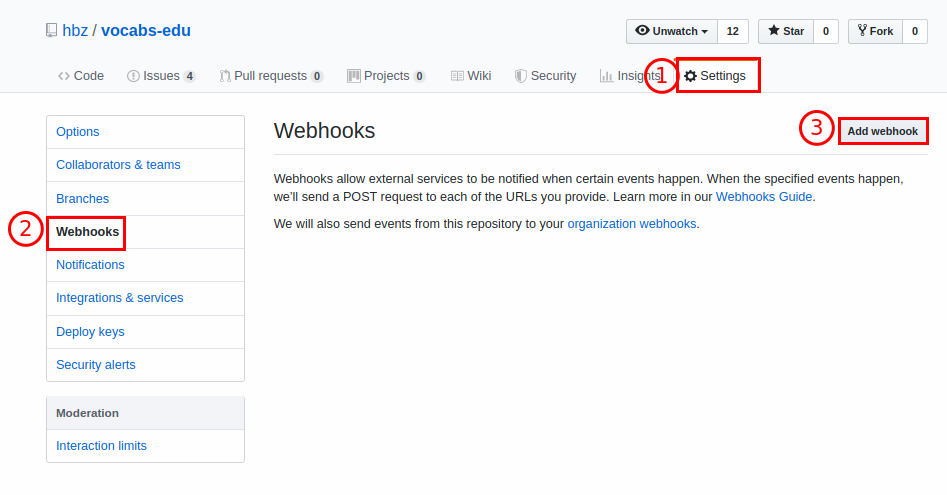 hbz / vocabs-edu
Unwatch 12 Star 0 Fork 0
Code Issues 4 Pull requests 0 Projects 0 Wiki Security Insights 1 Settings
Options
Collaborators & teams
Branches
2 Webhooks
Notifications
Integrations & services
Deploy keys
Security alerts
Moderation
Interaction limits
Webhooks
3 Add webhook
Webhooks allow external services to be notified when certain events happen. When the specified events happen,
we'll send a POST request to each of the URLs you provide. Learn more in our Webhooks Guide.
We will also send events from this repository to your organization webhooks.